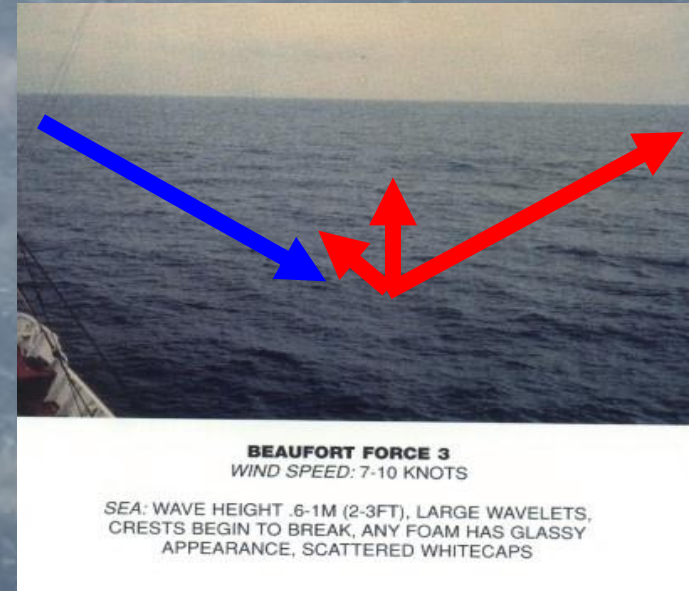 BEAUFORT FORCE 3
WIND SPEED: 7-10 KNOTS
SEA: WAVE HEIGHT .6-1M (2-3FT), LARGE WAVELETS,
CRESTS BEGIN TO BREAK, ANY FOAM HAS GLASSY
APPEARANCE, SCATTERED WHITECAPS